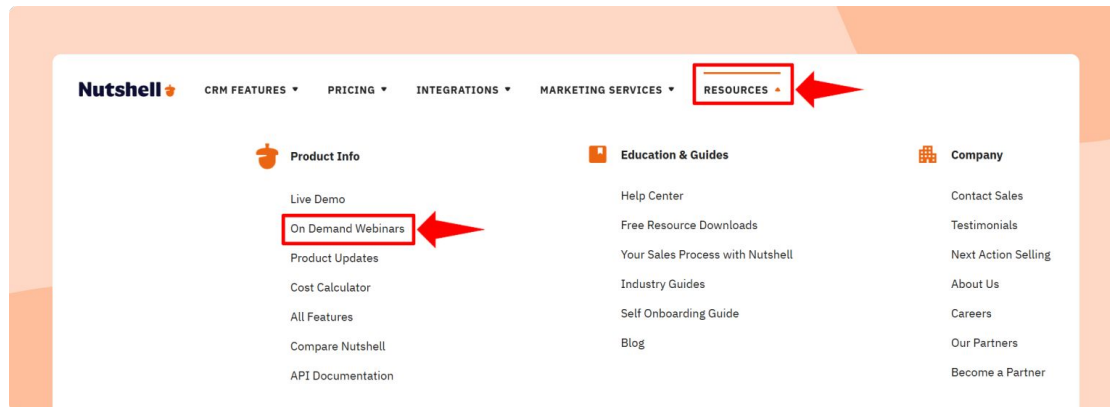 Nutshell
CRM FEATURES
PRICING
INTEGRATIONS
MARKETING SERVICES
RESOURCES
Product Info
Live Demo
On Demand Webinars
Product Updates
Cost Calculator
All Features
Compare Nutshell
API Documentation
Education & Guides
Help Center
Free Resource Downloads
Your Sales Process with Nutshell
Industry Guides
Self Onboarding Guide
Blog
Company
Contact Sales
Testimonials
Next Action Selling
About Us
Careers
Our Partners
Become a Partner